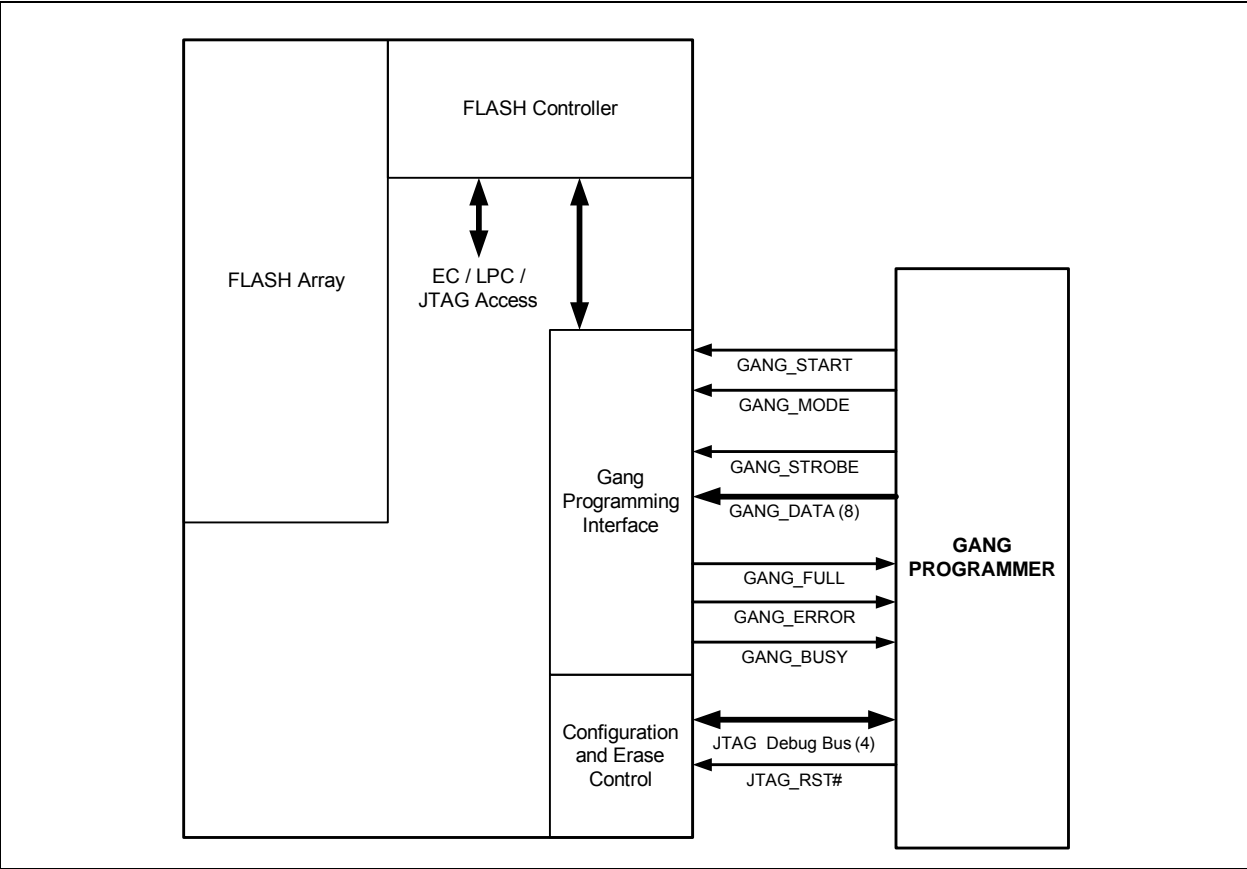 FLASH Controller
FLASH Array
EC / LPC /
JTAG Access
GANG_START
GANG_MODE
GANG_STROBE
GANG_DATA (8)
Gang
Programming
Interface
GANG_FULL
GANG_ERROR
GANG_BUSY
GANG
PROGRAMMER
Configuration
and Erase
Control
JTAG Debug Bus (4)
JTAG_RST#